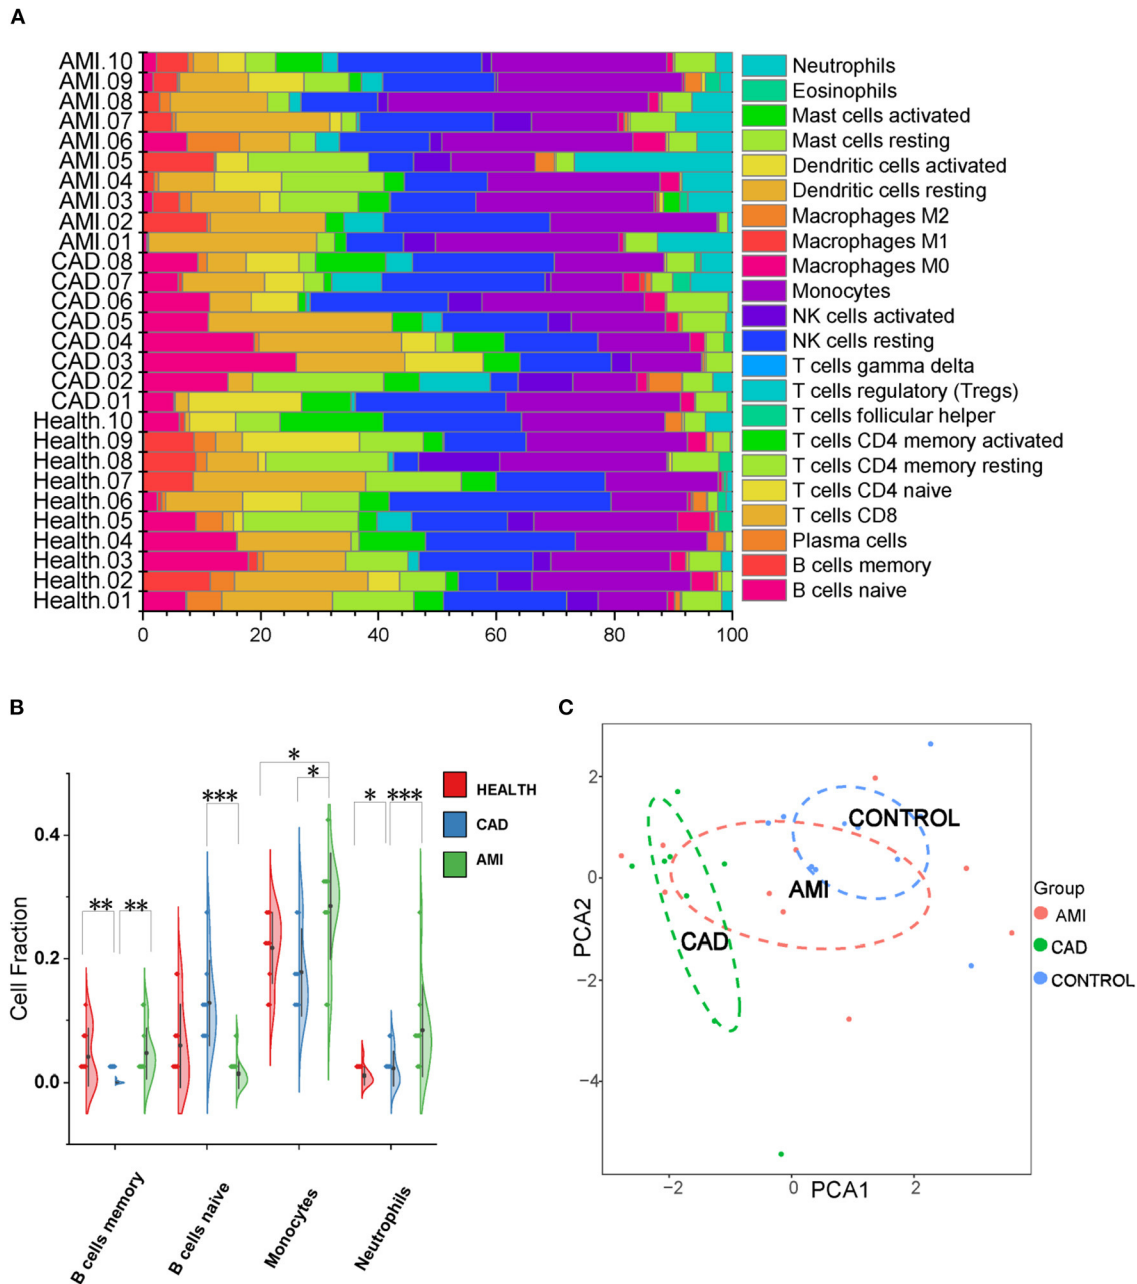 A
AMI.10
AMI.09
AMI.08
AMI.07
AMI.06
AMI.05
AMI.04
AMI.03
AMI.02
AMI.01
CAD.08
CAD.07
CAD.06
CAD.05
CAD.04
CAD.03
CAD.02
CAD.01
Health.10
Health.09
Health.08
Health.07
Health.06
Health.05
Health.04
Health.03
Health.02
Health.01
0 20 40 60 80 100
Neutrophils
Eosinophils
Mast cells activated
Mast cells resting
Dendritic cells activated
Dendritic cells resting
Macrophages M2
Macrophages M1
Macrophages M0
Monocytes
NK cells activated
NK cells resting
T cells gamma delta
T cells regulatory (Tregs)
T cells follicular helper
T cells CD4 memory activated
T cells CD4 memory resting
T cells CD4 naive
T cells CD8
Plasma cells
B cells memory
B cells naive
B
Cell Fraction
0.4
0.2
0.0
** ** *** * * * ***
HEALTH
CAD
AMI
B cells memory
B cells naive
Monocytes
Neutrophils
C
PCA2
2
0
−2
−4
CONTROL
AMI
CAD
−2 0 2
PCA1
Group
AMI
CAD
CONTROL